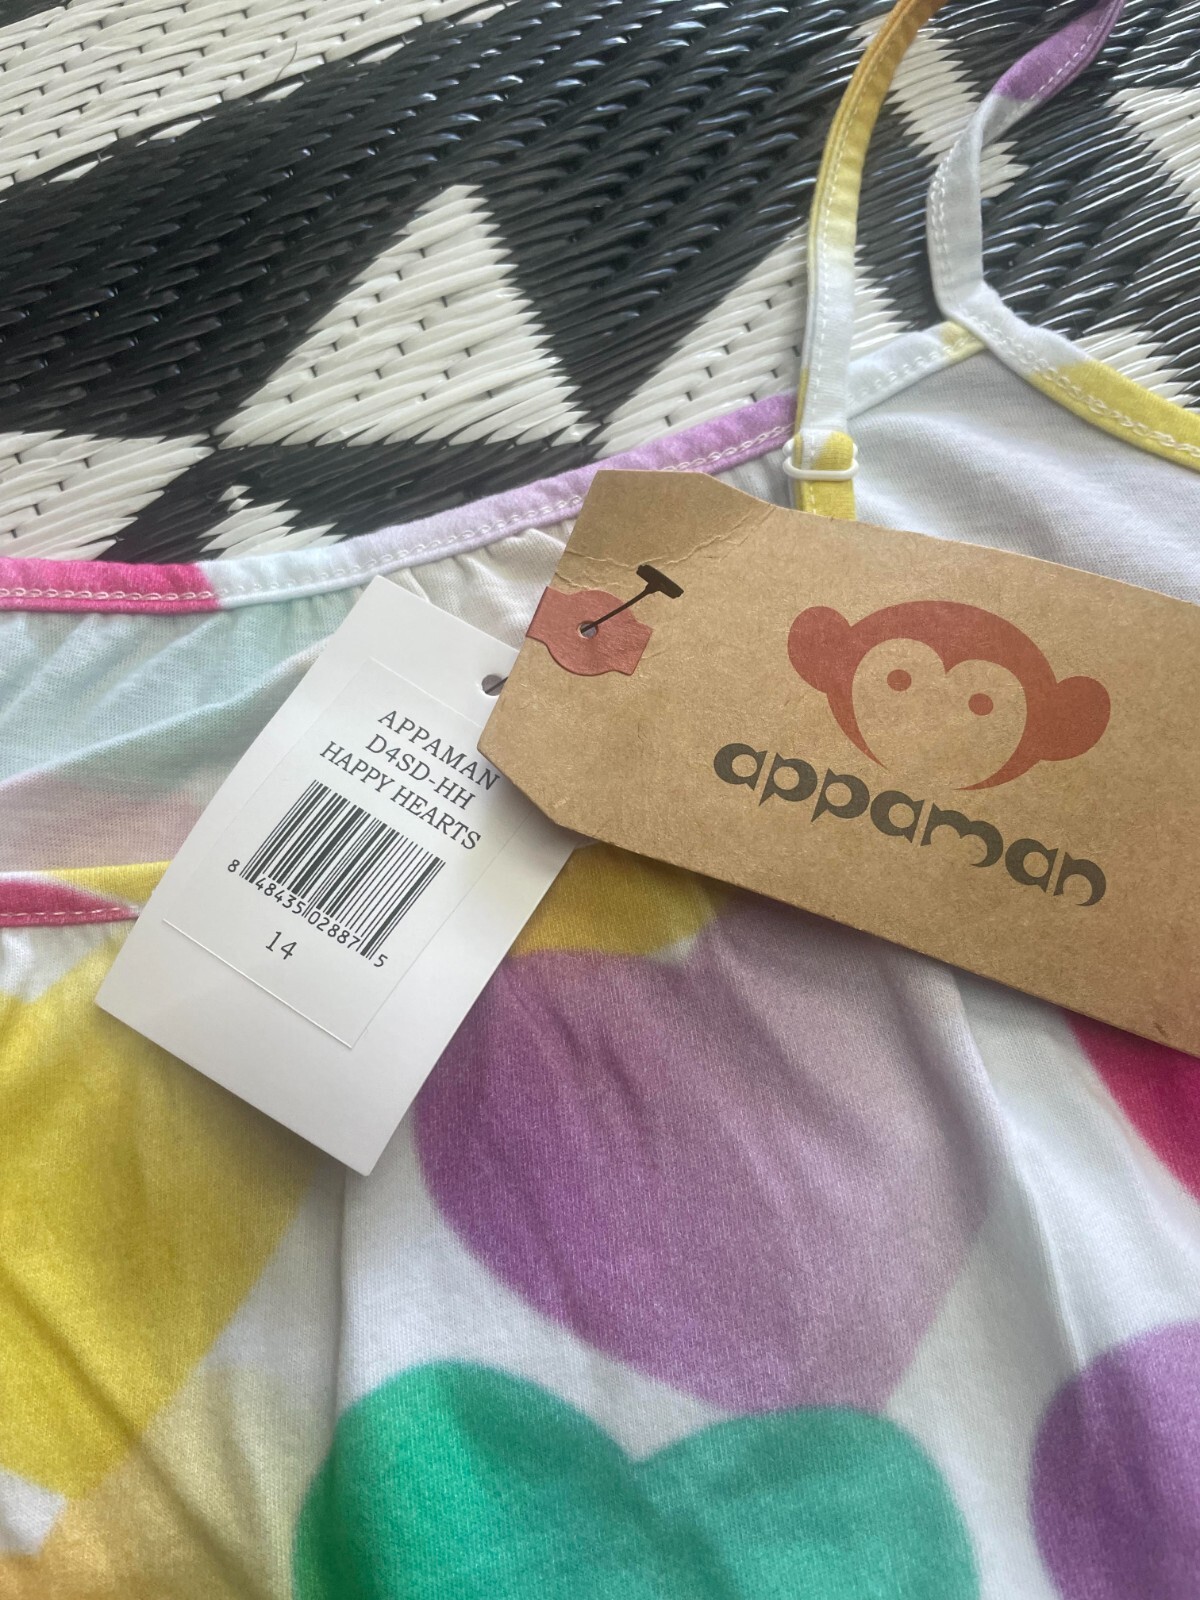 APPAMAN
D4SD-HH
HAPPY HEARTS
8 48435 02887 5
14
appaman